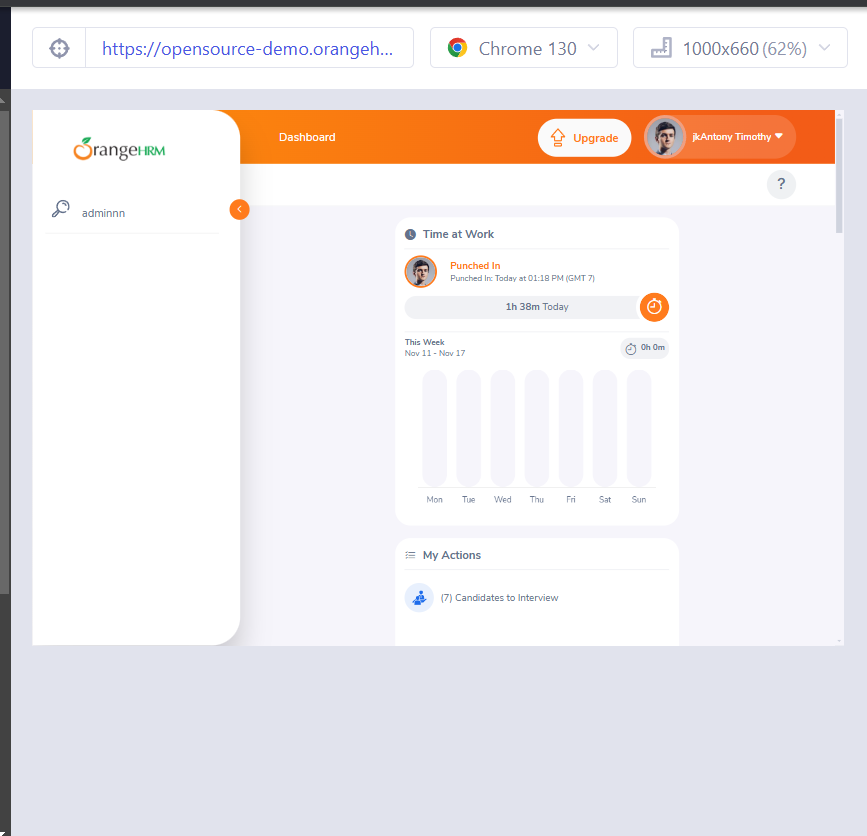 https://opensource-demo.orangeh...
Chrome 130
1000x660 (62%)
OrangeHRM
Dashboard
Upgrade
jkAntony Timothy
?
adminnn
Time at Work
Punched In
Punched In: Today at 01:18 PM (GMT 7)
1h 38m Today
This Week
Nov 11 - Nov 17
0h 0m
Mon Tue Wed Thu Fri Sat Sun
My Actions
(7) Candidates to Interview